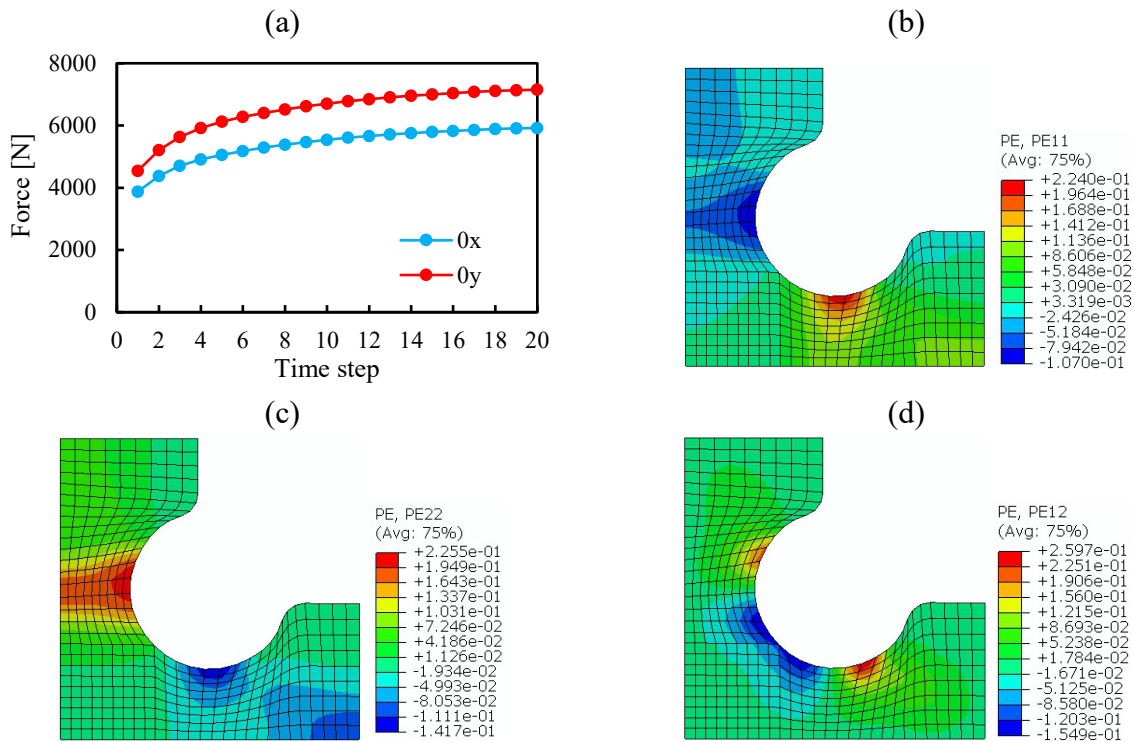 (a)
8000
6000
4000
2000
0
Force [N]
0x
0y
0 2 4 6 8 10 12 14 16 18 20
Time step
(b)
PE, PE11
(Avg: 75%)
+2.240e-01
+1.964e-01
+1.688e-01
+1.412e-01
+1.136e-01
+8.606e-02
+5.848e-02
+3.090e-02
+3.319e-03
-2.426e-02
-5.184e-02
-7.942e-02
-1.070e-01
(c)
PE, PE22
(Avg: 75%)
+2.255e-01
+1.949e-01
+1.643e-01
+1.337e-01
+1.031e-01
+7.246e-02
+4.186e-02
+1.126e-02
-1.934e-02
-4.993e-02
-8.053e-02
-1.111e-01
-1.417e-01
(d)
PE, PE12
(Avg: 75%)
+2.597e-01
+2.251e-01
+1.906e-01
+1.560e-01
+1.215e-01
+8.693e-02
+5.238e-02
+1.784e-02
-1.671e-02
-5.125e-02
-8.580e-02
-1.203e-01
-1.549e-01